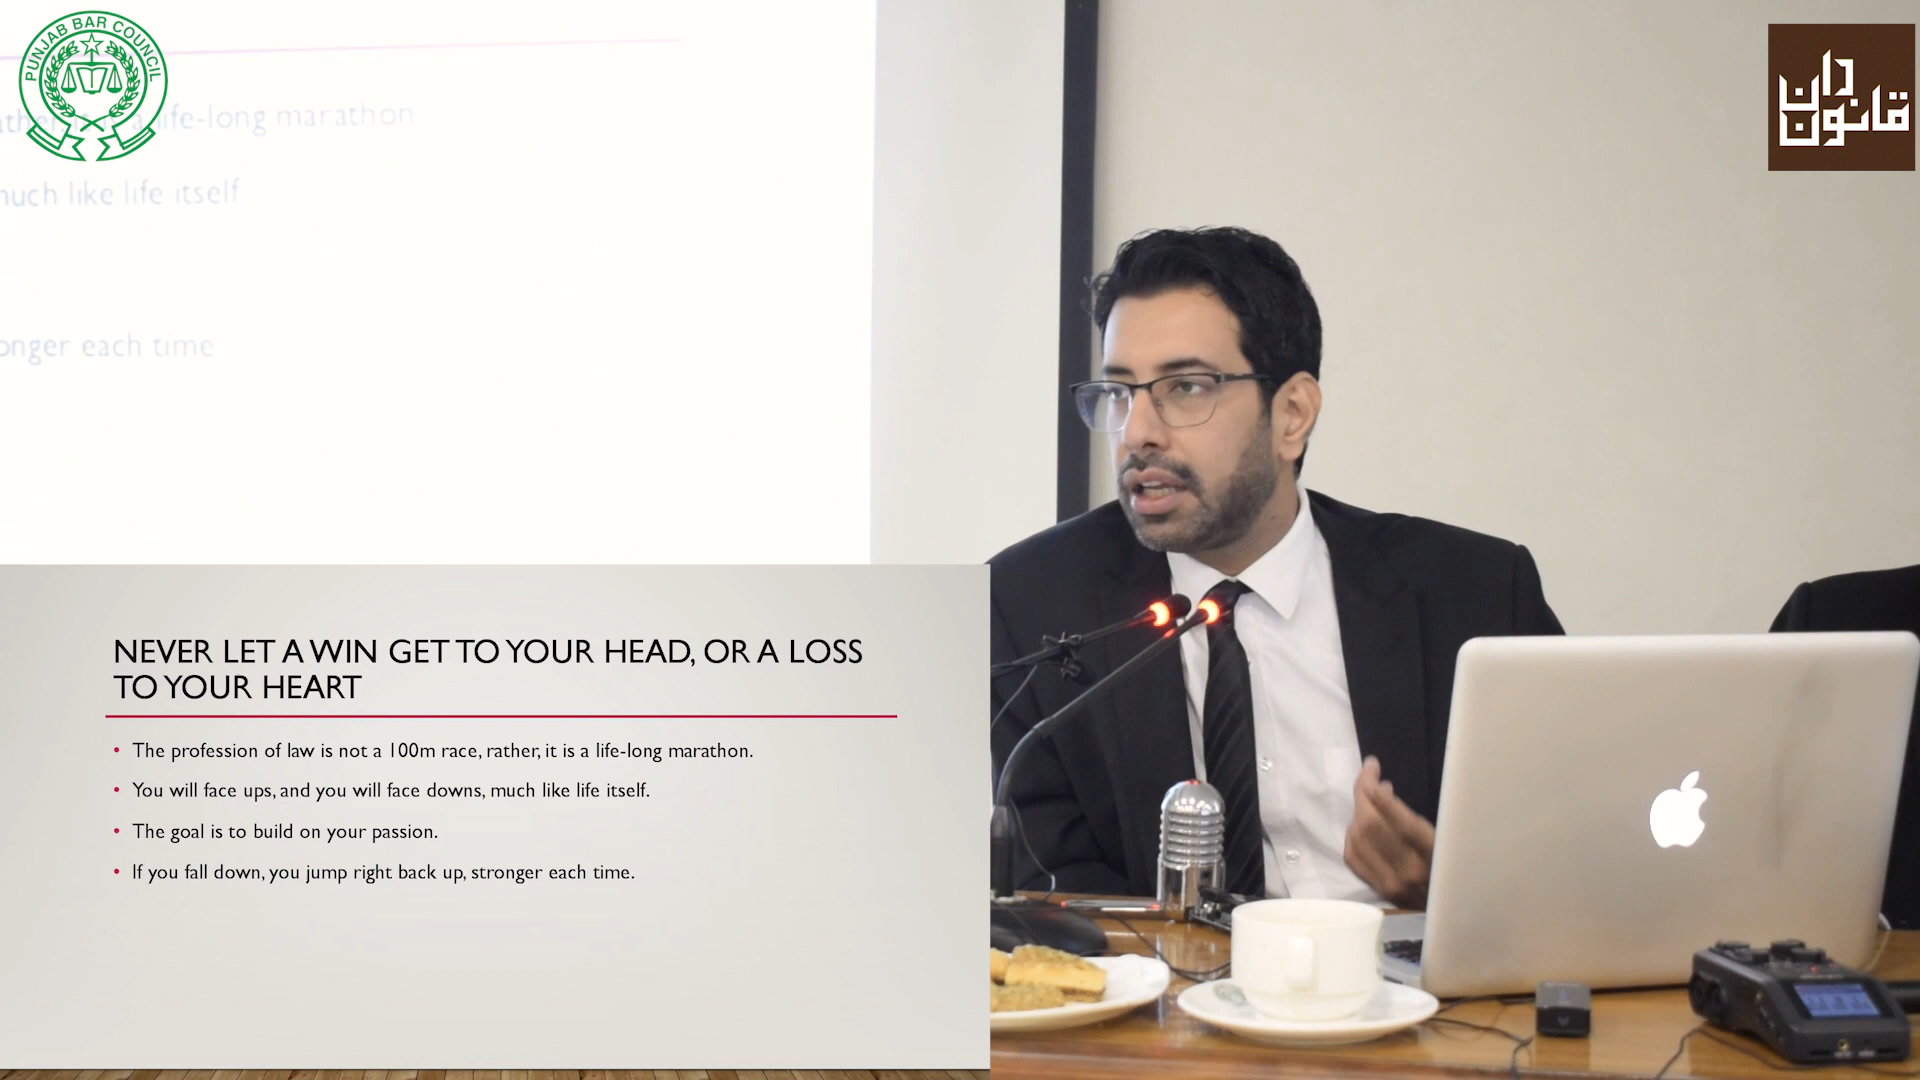 PUNJAB BAR COUNCIL
life-long marathon
much like life itself
onger each time
قانون
دان
NEVER LET A WIN GET TO YOUR HEAD, OR A LOSS
TO YOUR HEART
• The profession of law is not a 100m race, rather, it is a life-long marathon.
• You will face ups, and you will face downs, much like life itself.
• The goal is to build on your passion.
• If you fall down, you jump right back up, stronger each time.